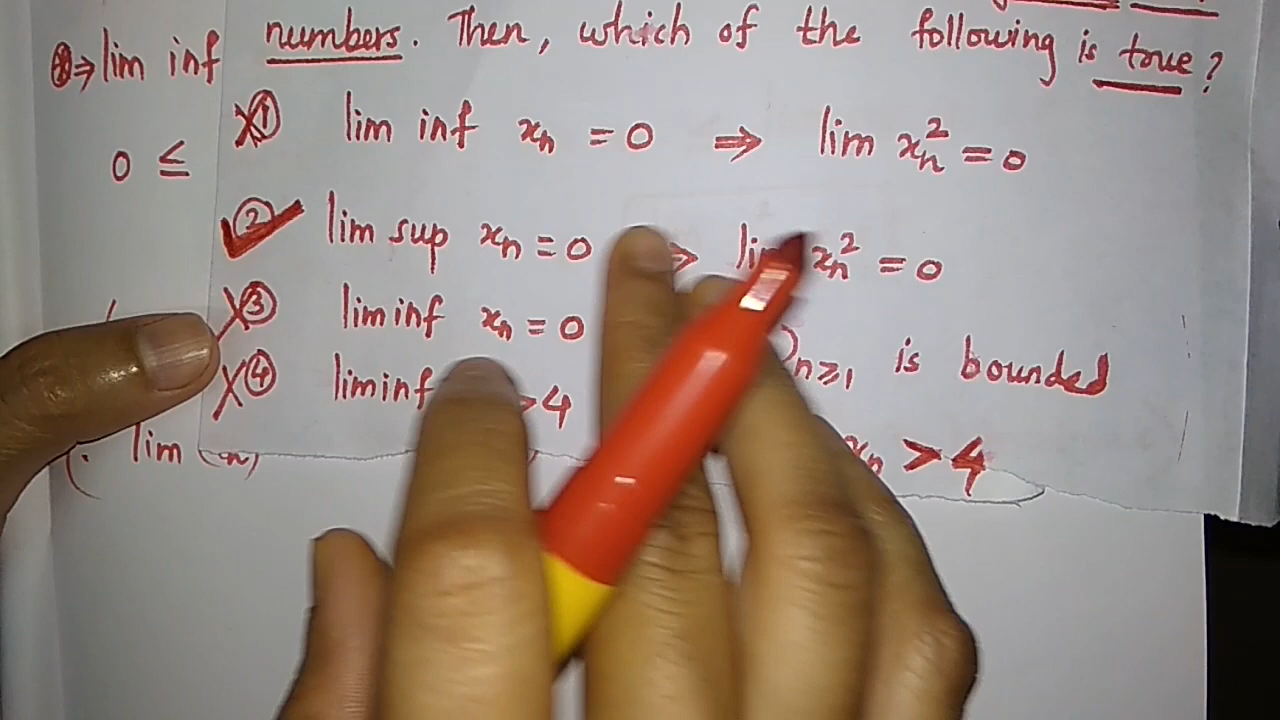 numbers. Then, which of the following is true?
⊛⇒ lim inf
① lim inf xₙ = 0 ⇒ lim xₙ² = 0
0 ≤
② lim sup xₙ = 0 ⇒ lim xₙ² = 0
③ lim inf xₙ = 0 )ₙ≥₁ is bounded
④ lim inf >4 xₙ > 4
(∵ lim